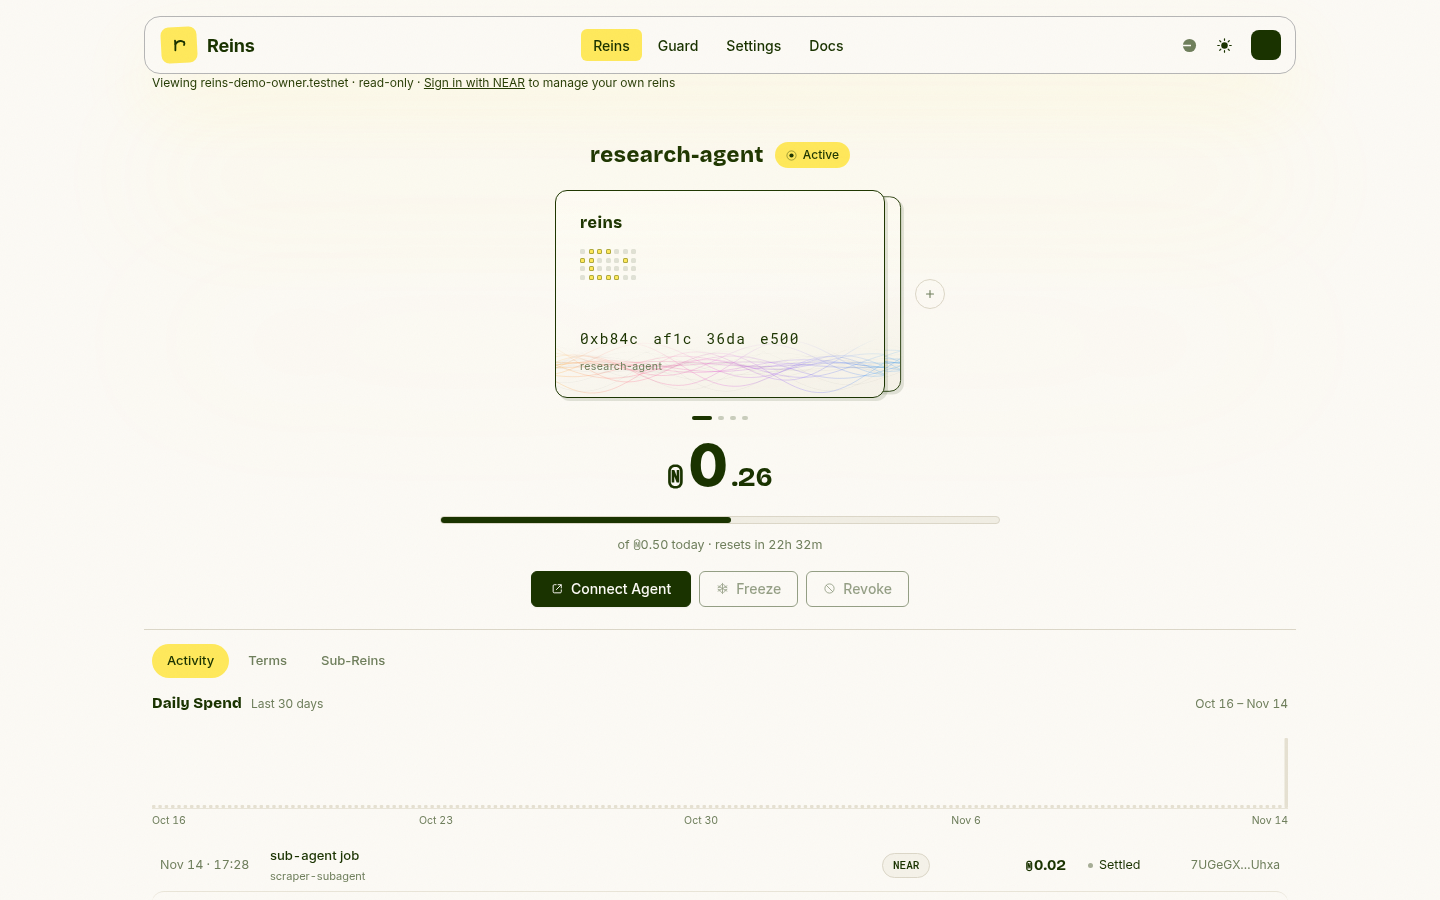 r Reins Guard Settings Docs
Reins
Viewing reins-demo-owner.testnet · read-only · Sign in with NEAR to manage your own reins
research-agent Active
reins
0xb84c af1c 36da e500
research-agent
+
0.26
of 0.50 today · resets in 22h 32m
Connect Agent Freeze Revoke
Activity Terms Sub-Reins
Daily Spend Last 30 days Oct 16 – Nov 14
Oct 16 Oct 23 Oct 30 Nov 6 Nov 14
Nov 14 · 17:28 sub-agent job NEAR 0.02 Settled 7UGeGX...Uhxa
scraper-subagent